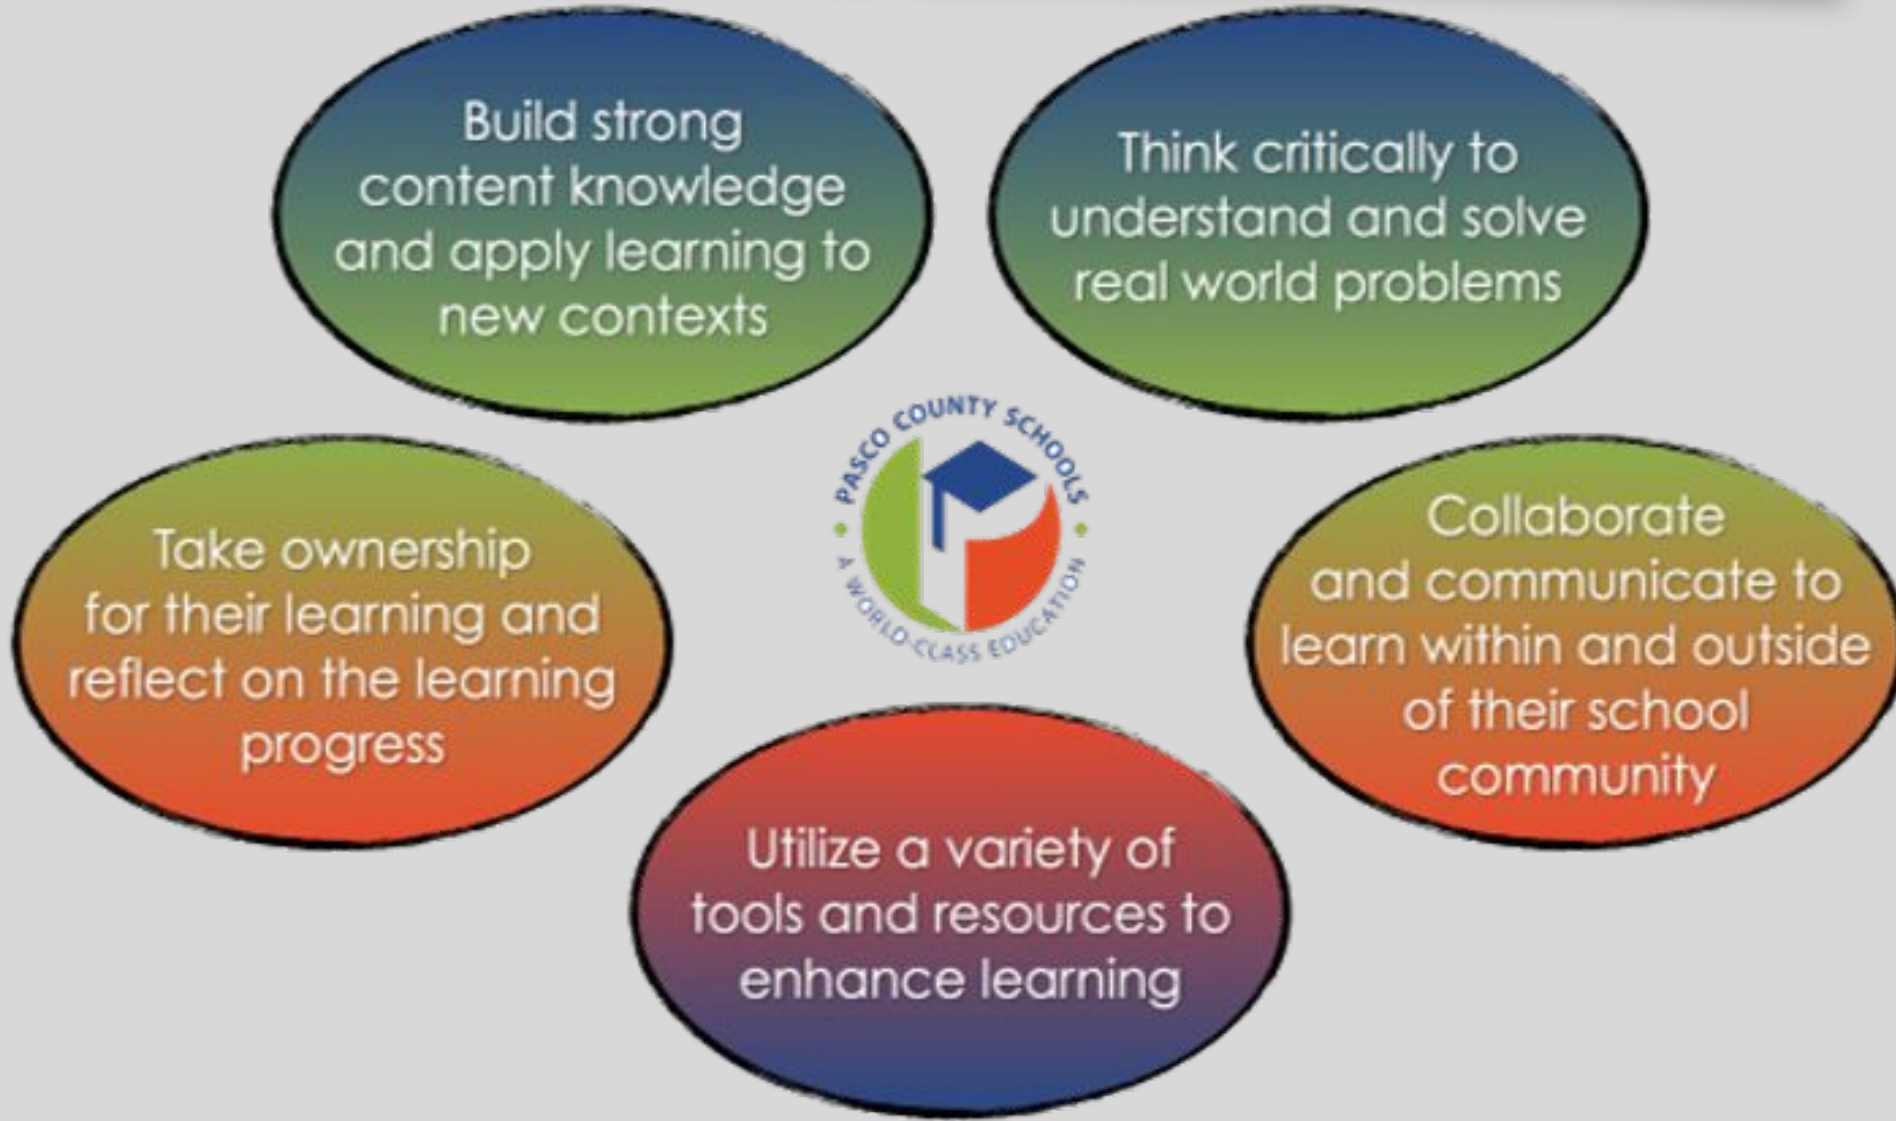 Build strong
content knowledge
and apply learning to
new contexts
Think critically to
understand and solve
real world problems
PASCO COUNTY SCHOOLS
A WORLD-CLASS EDUCATION
Take ownership
for their learning and
reflect on the learning
progress
Collaborate
and communicate to
learn within and outside
of their school
community
Utilize a variety of
tools and resources to
enhance learning